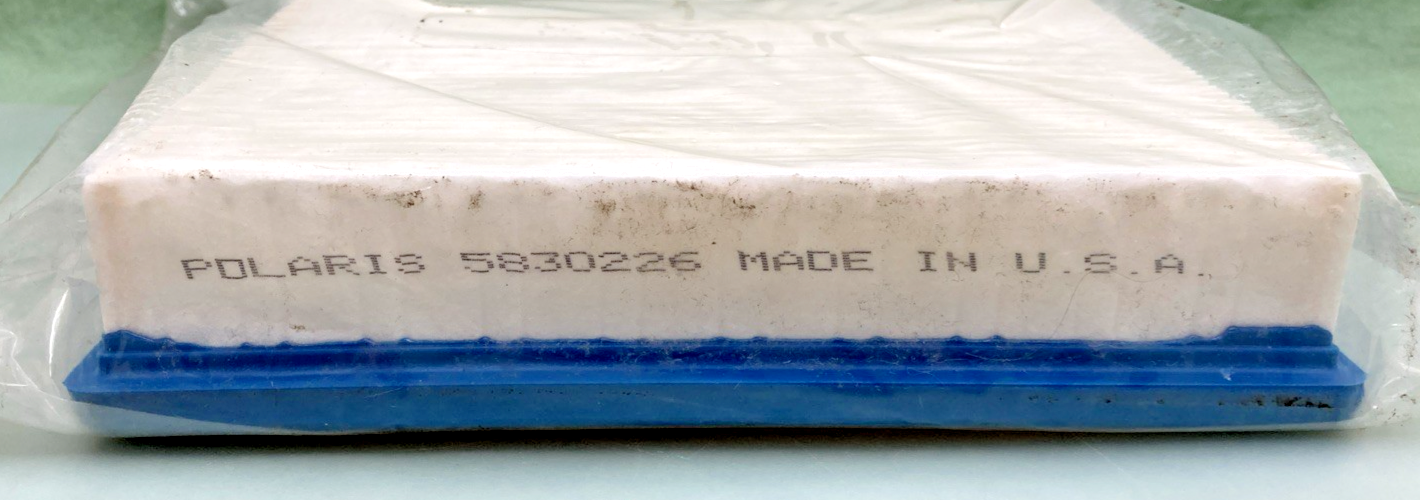 POLARIS 5830226 MADE IN U.S.A.